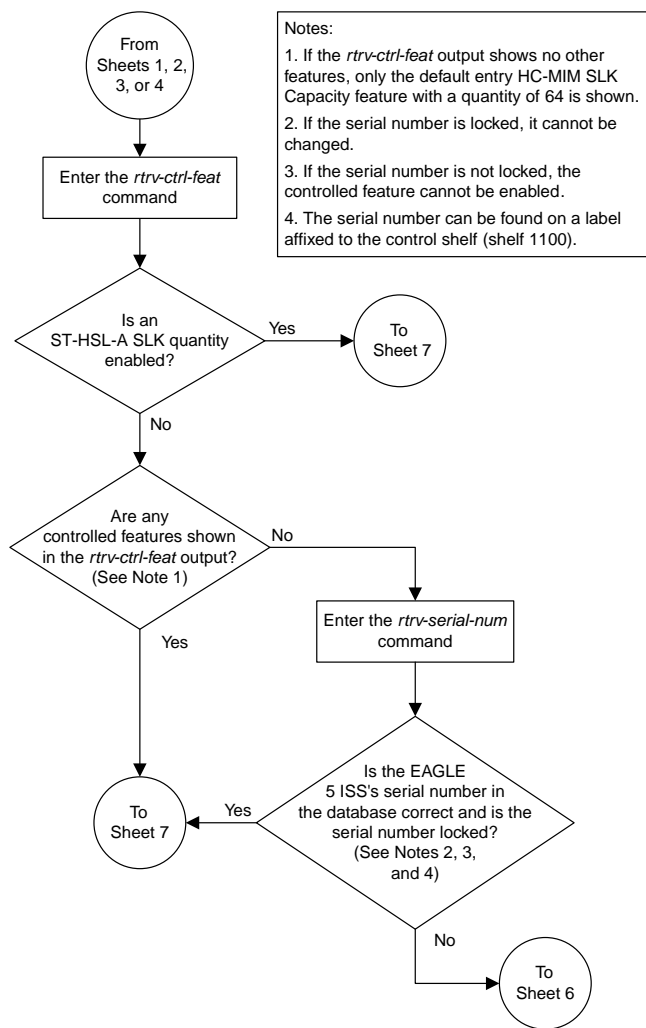 From
Sheets 1, 2,
3, or 4
Notes:
1. If the rtrv-ctrl-feat output shows no other
features, only the default entry HC-MIM SLK
Capacity feature with a quantity of 64 is shown.
2. If the serial number is locked, it cannot be
changed.
3. If the serial number is not locked, the
controlled feature cannot be enabled.
4. The serial number can be found on a label
affixed to the control shelf (shelf 1100).
Enter the rtrv-ctrl-feat
command
Is an
ST-HSL-A SLK quantity
enabled?
Yes
To
Sheet 7
No
Are any
controlled features shown
in the rtrv-ctrl-feat output?
(See Note 1)
No
Yes
Enter the rtrv-serial-num
command
Is the EAGLE
5 ISS's serial number in
the database correct and is the
serial number locked?
(See Notes 2, 3,
and 4)
Yes
To
Sheet 7
No
To
Sheet 6